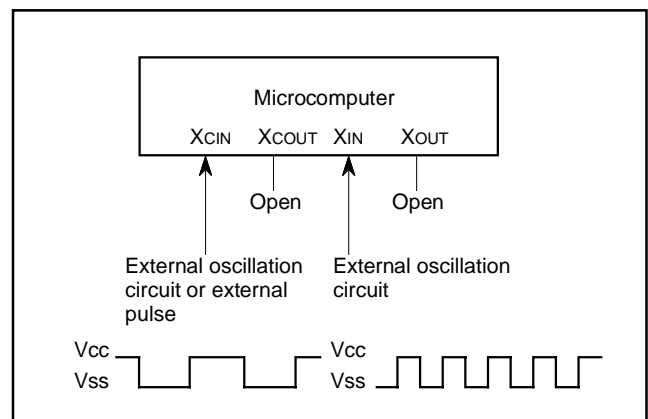 Microcomputer
XCIN XCOUT XIN XOUT
Open Open
External oscillation
circuit or external
pulse
External oscillation
circuit
Vcc
Vss
Vcc
Vss